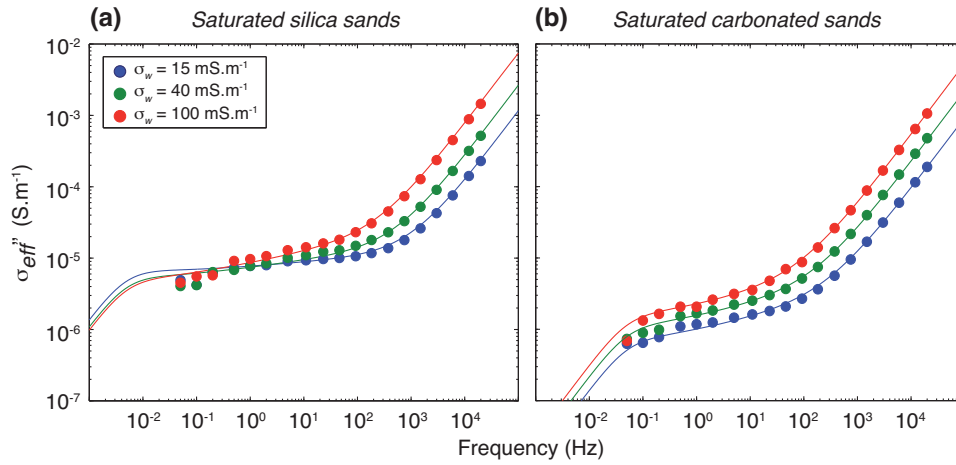 (a) Saturated silica sands
(b) Saturated carbonated sands
σw = 15 mS.m-1
σw = 40 mS.m-1
σw = 100 mS.m-1
10-2
10-3
10-4
10-5
10-6
10-7
σeff" (S.m-1)
10-2 10-1 100 101 102 103 104
10-2 10-1 100 101 102 103 104
Frequency (Hz)